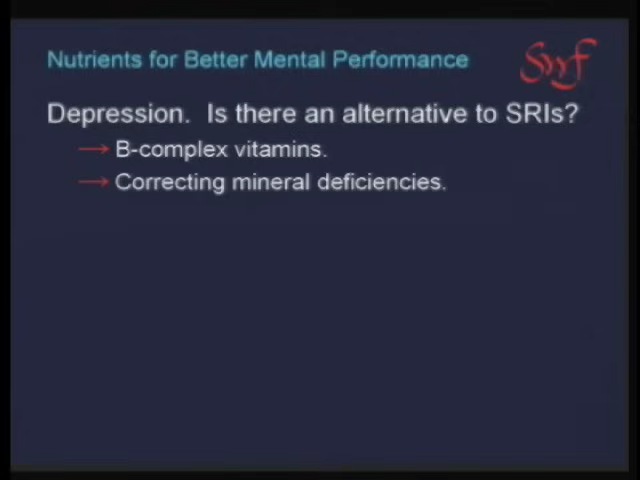 Nutrients for Better Mental Performance
Depression. Is there an alternative to SRIs?
→ B-complex vitamins.
→ Correcting mineral deficiencies.